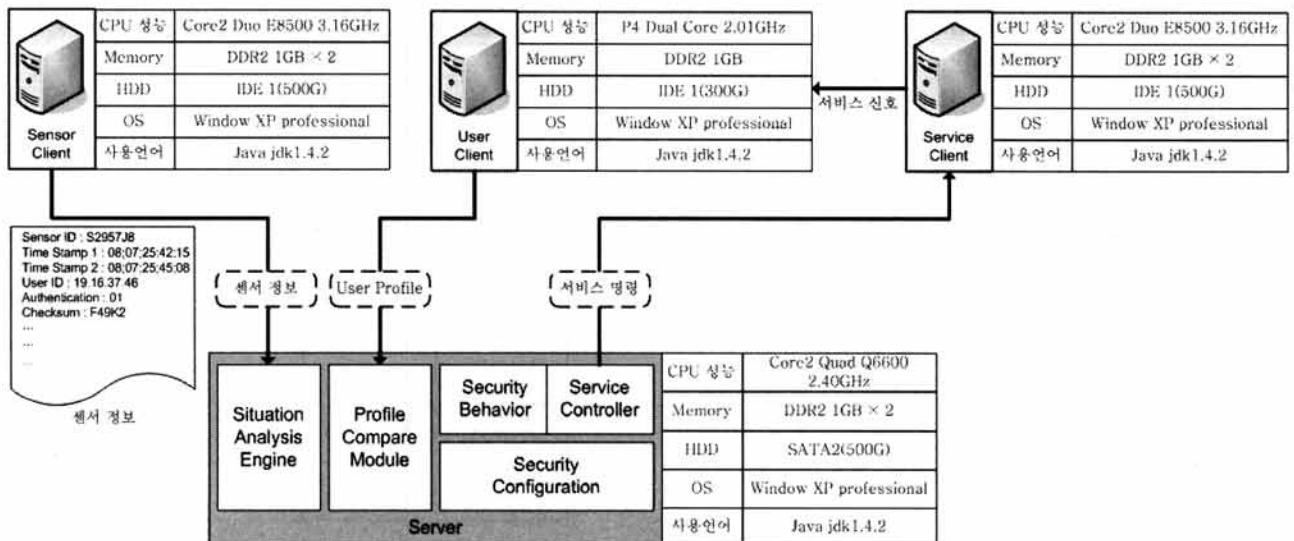 Sensor
Client
CPU 성능 Core2 Duo E8500 3.16GHz
Memory DDR2 1GB × 2
HDD IDE 1(500G)
OS Window XP professional
사용언어 Java jdk1.4.2
User
Client
CPU 성능 P4 Dual Core 2.01GHz
Memory DDR2 1GB
HDD IDE 1(300G)
OS Window XP professional
사용언어 Java jdk1.4.2
서비스 신호
Service
Client
CPU 성능 Core2 Duo E8500 3.16GHz
Memory DDR2 1GB × 2
HDD IDE 1(500G)
OS Window XP professional
사용언어 Java jdk1.4.2
Sensor ID : S2957J8
Time Stamp 1 : 08;07;25:42:15
Time Stamp 2 : 08;07;25:45:08
User ID : 19.16.37.46
Authentication : 01
Checksum : F49K2
...
...
...
센서 정보
센서 정보
User Profile
서비스 명령
Situation
Analysis
Engine
Profile
Compare
Module
Security
Behavior
Service
Controller
Security
Configuration
Server
CPU 성능 Core2 Quad Q6600
2.40GHz
Memory DDR2 1GB × 2
HDD SATA2(500G)
OS Window XP professional
사용언어 Java jdk1.4.2